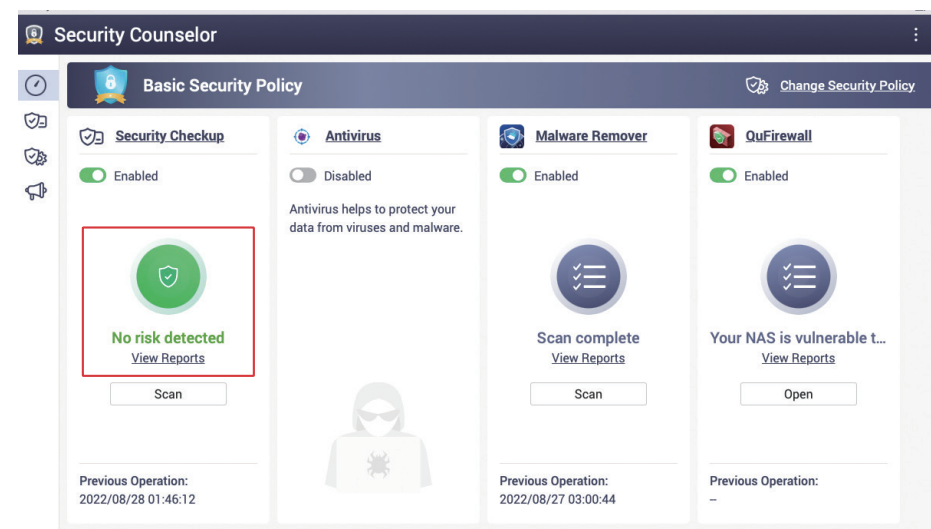 Security Counselor
Basic Security Policy
Change Security Policy
Security Checkup
Enabled
No risk detected
View Reports
Scan
Previous Operation:
2022/08/28 01:46:12
Antivirus
Disabled
Antivirus helps to protect your
data from viruses and malware.
Malware Remover
Enabled
Scan complete
View Reports
Scan
Previous Operation:
2022/08/27 03:00:44
QuFirewall
Enabled
Your NAS is vulnerable t...
View Reports
Open
Previous Operation:
--